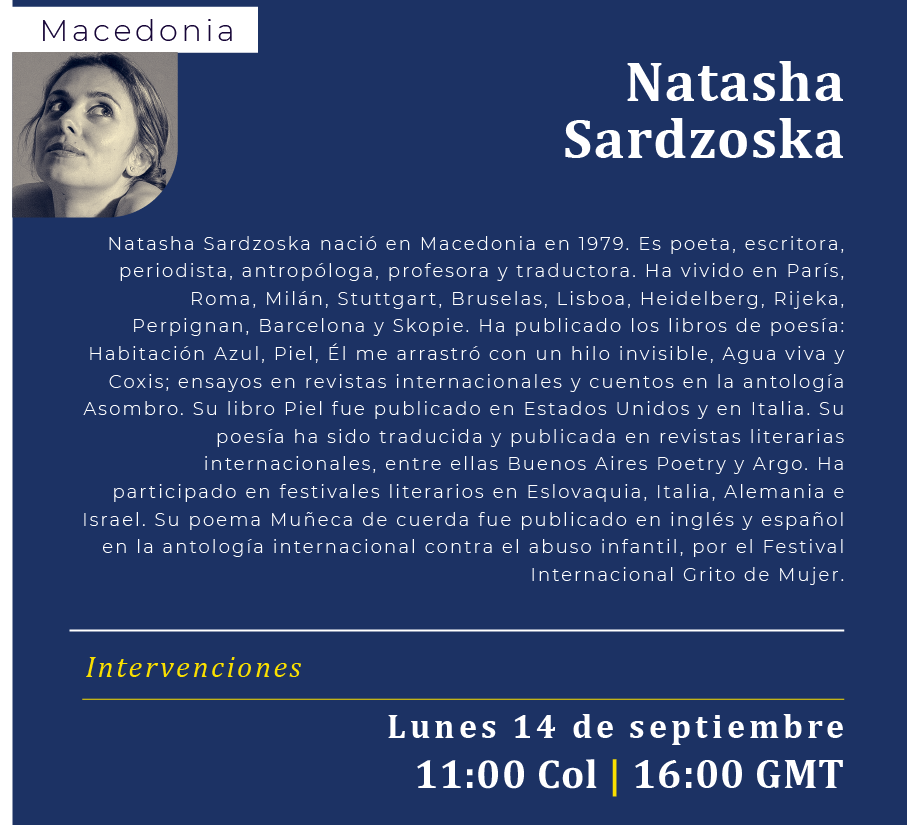 Macedonia
Natasha
Sardzoska
Natasha Sardzoska nació en Macedonia en 1979. Es poeta, escritora,
periodista, antropóloga, profesora y traductora. Ha vivido en París,
Roma, Milán, Stuttgart, Bruselas, Lisboa, Heidelberg, Rijeka,
Perpignan, Barcelona y Skopie. Ha publicado los libros de poesía:
Habitación Azul, Piel, Él me arrastró con un hilo invisible, Agua viva y
Coxis; ensayos en revistas internacionales y cuentos en la antología
Asombro. Su libro Piel fue publicado en Estados Unidos y en Italia. Su
poesía ha sido traducida y publicada en revistas literarias
internacionales, entre ellas Buenos Aires Poetry y Argo. Ha
participado en festivales literarios en Eslovaquia, Italia, Alemania e
Israel. Su poema Muñeca de cuerda fue publicado en inglés y español
en la antología internacional contra el abuso infantil, por el Festival
Internacional Grito de Mujer.
Intervenciones
Lunes 14 de septiembre
11:00 Col | 16:00 GMT